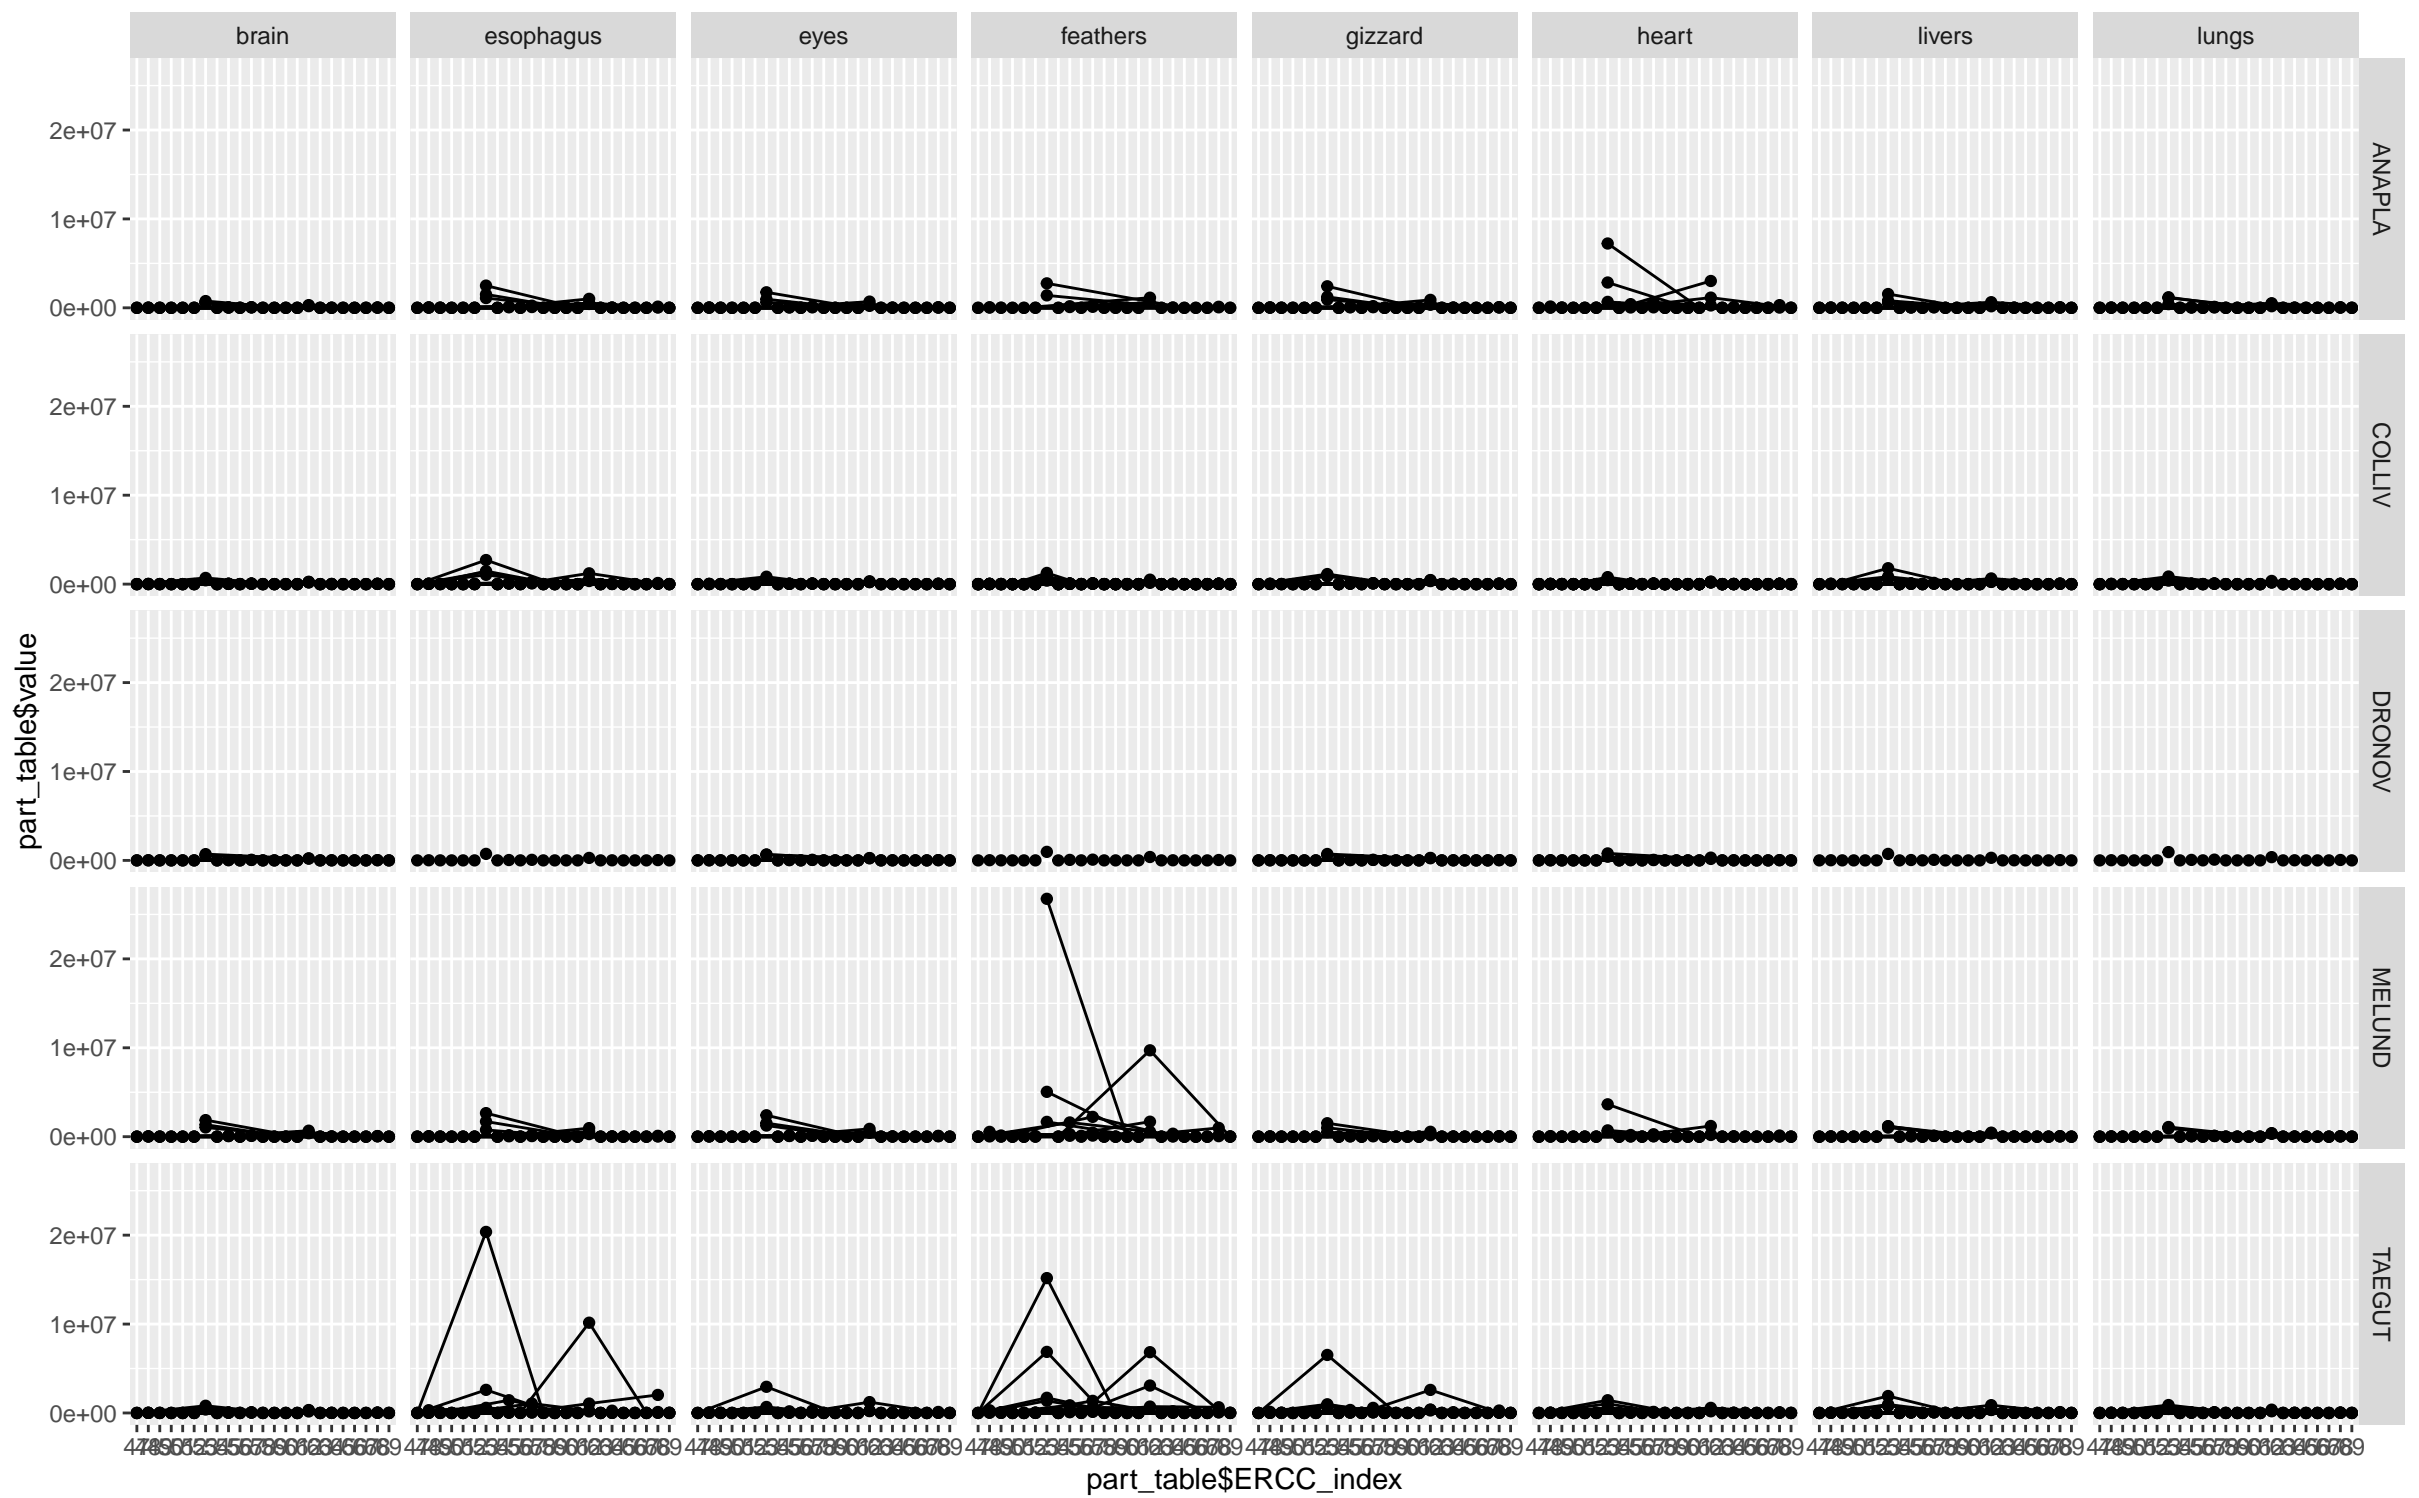 brain esophagus eyes feathers gizzard heart livers lungs
2e+07
1e+07
0e+00
ANAPLA
2e+07
1e+07
0e+00
COLLIV
2e+07
1e+07
0e+00
DRONOV
2e+07
1e+07
0e+00
MELUND
2e+07
1e+07
0e+00
TAEGUT
part_table$value
part_table$ERCC_index